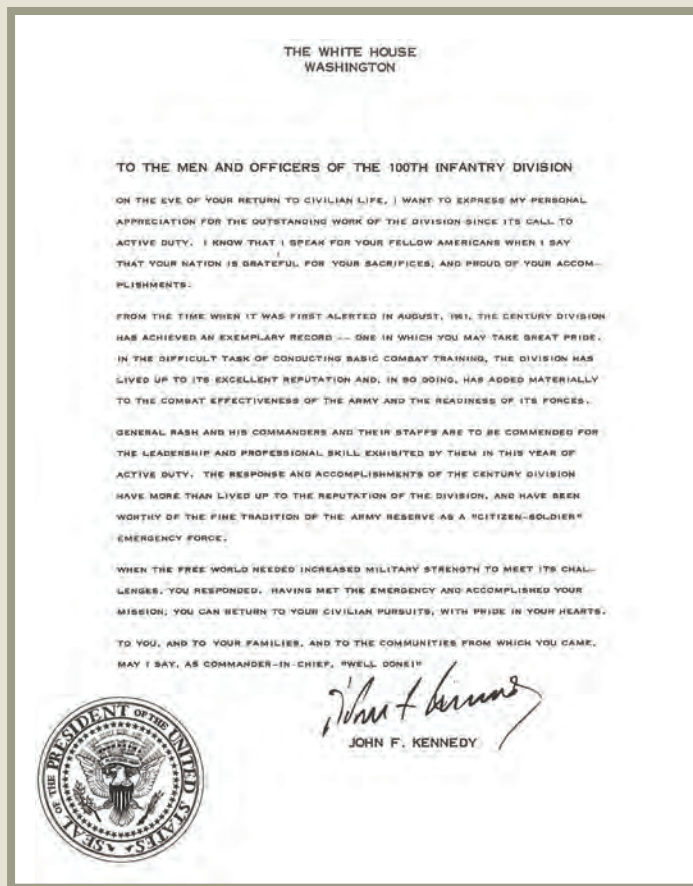 THE WHITE HOUSE
WASHINGTON
TO THE MEN AND OFFICERS OF THE 100TH INFANTRY DIVISION
ON THE EVE OF YOUR RETURN TO CIVILIAN LIFE, I WANT TO EXPRESS MY PERSONAL
APPRECIATION FOR THE OUTSTANDING WORK OF THE DIVISION SINCE ITS CALL TO
ACTIVE DUTY. I KNOW THAT I SPEAK FOR YOUR FELLOW AMERICANS WHEN I SAY
THAT YOUR NATION IS GRATEFUL FOR YOUR SACRIFICES, AND PROUD OF YOUR ACCOM-
PLISHMENTS.
FROM THE TIME WHEN IT WAS FIRST ALERTED IN AUGUST, 1961, THE CENTURY DIVISION
HAS ACHIEVED AN EXEMPLARY RECORD -- ONE IN WHICH YOU MAY TAKE GREAT PRIDE.
IN THE DIFFICULT TASK OF CONDUCTING BASIC COMBAT TRAINING, THE DIVISION HAS
LIVED UP TO ITS EXCELLENT REPUTATION AND, IN SO GOING, HAS ADDED MATERIALLY
TO THE COMBAT EFFECTIVENESS OF THE ARMY AND THE READINESS OF ITS FORCES.
GENERAL RASH AND HIS COMMANDERS AND THEIR STAFFS ARE TO BE COMMENDED FOR
THE LEADERSHIP AND PROFESSIONAL SKILL EXHIBITED BY THEM IN THIS YEAR OF
ACTIVE DUTY. THE RESPONSE AND ACCOMPLISHMENTS OF THE CENTURY DIVISION
HAVE MORE THAN LIVED UP TO THE REPUTATION OF THE DIVISION, AND HAVE BEEN
WORTHY OF THE FINE TRADITION OF THE ARMY RESERVE AS A "CITIZEN-SOLDIER"
EMERGENCY FORCE.
WHEN THE FREE WORLD NEEDED INCREASED MILITARY STRENGTH TO MEET ITS CHAL-
LENGES, YOU RESPONDED. HAVING MET THE EMERGENCY AND ACCOMPLISHED YOUR
MISSION, YOU CAN RETURN TO YOUR CIVILIAN PURSUITS, WITH PRIDE IN YOUR HEARTS.
TO YOU, AND TO YOUR FAMILIES, AND TO THE COMMUNITIES FROM WHICH YOU CAME,
MAY I SAY, AS COMMANDER-IN-CHIEF, "WELL DONE!"
John F. Kennedy
JOHN F. KENNEDY
SEAL OF THE PRESIDENT OF THE UNITED STATES